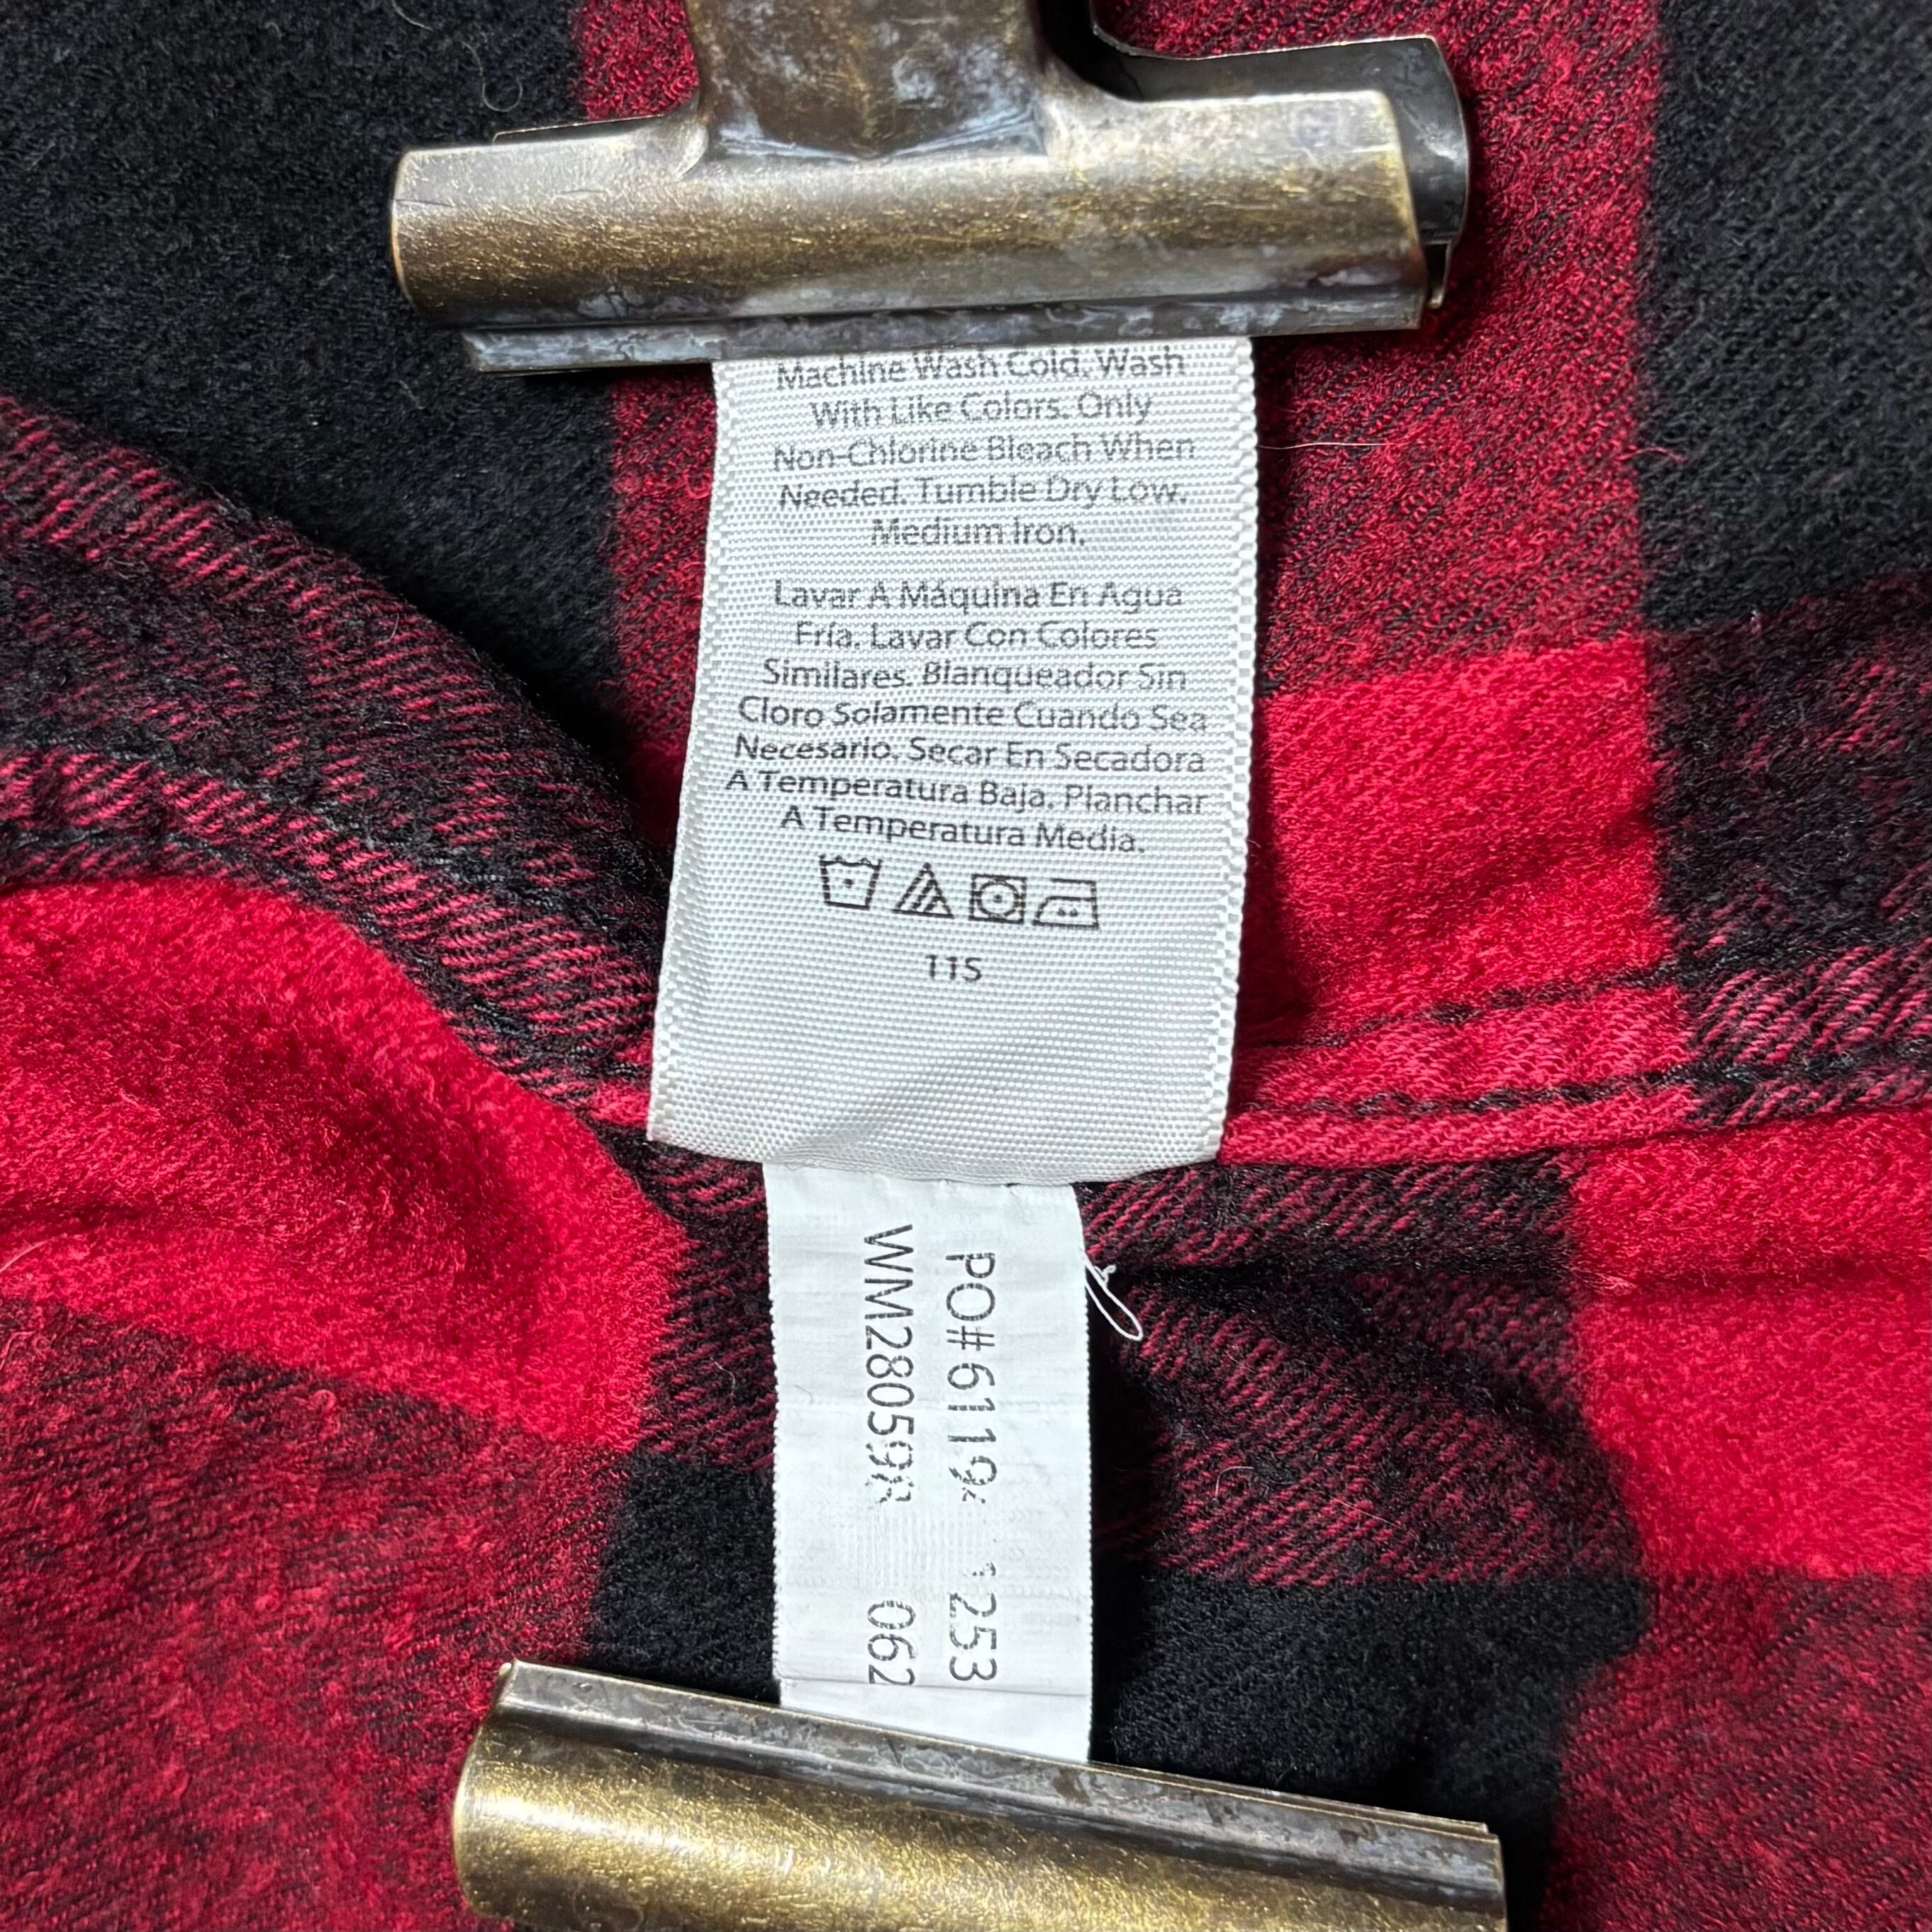 Machine Wash Cold. Wash
With Like Colors. Only
Non-Chlorine Bleach When
Needed. Tumble Dry Low.
Medium Iron.
Lavar A Máquina En Agua
Fría. Lavar Con Colores
Similares. Blanqueador Sin
Cloro Solamente Cuando Sea
Necesario. Secar En Secadora
A Temperatura Baja. Planchar
A Temperatura Media.
11S
253
062